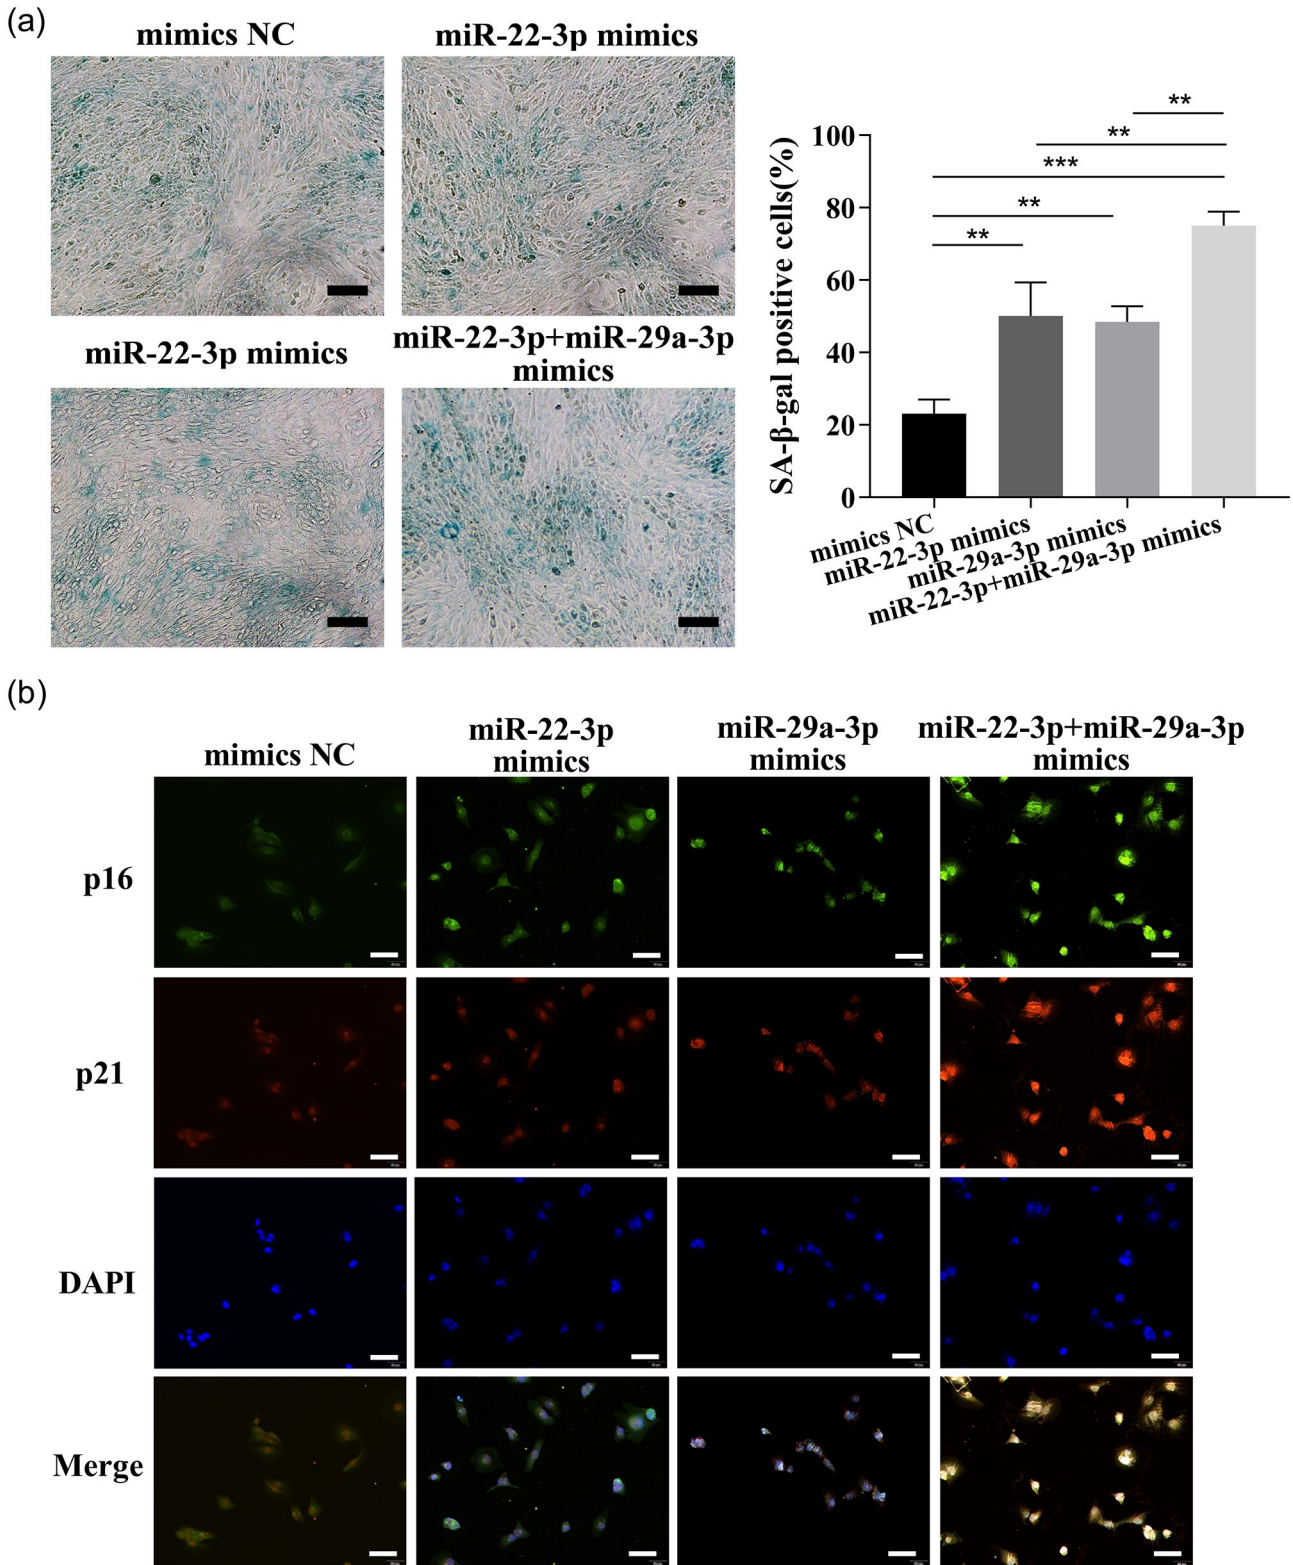 (a)
mimics NC
miR-22-3p mimics
miR-22-3p mimics
miR-22-3p+miR-29a-3p
mimics
SA-β-gal positive cells(%)
100
80
60
40
20
0
**
**
***
**
**
mimics NC
miR-22-3p mimics
miR-29a-3p mimics
miR-22-3p+miR-29a-3p mimics
(b)
mimics NC
miR-22-3p
mimics
miR-29a-3p
mimics
miR-22-3p+miR-29a-3p
mimics
p16
p21
DAPI
Merge